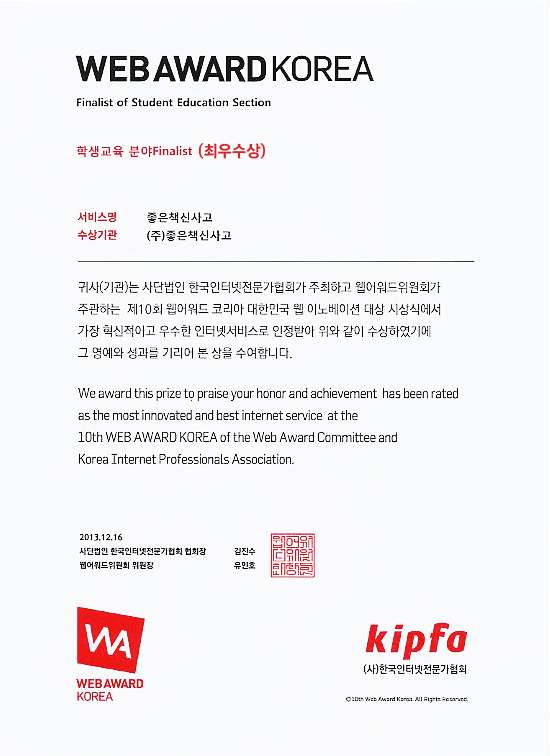 WEB AWARD KOREA
Finalist of Student Education Section
학생교육 분야Finalist (최우수상)
서비스명 좋은책신사고
수상기관 (주)좋은책신사고
귀사(기관)는 사단법인 한국인터넷전문가협회가 주최하고 웹어워드위원회가
주관하는 제10회 웹어워드 코리아 대한민국 웹 이노베이션 대상 시상식에서
가장 혁신적이고 우수한 인터넷서비스로 인정받아 위와 같이 수상하였기에
그 영예와 성과를 기리어 본 상을 수여합니다.
We award this prize to praise your honor and achievement has been rated
as the most innovated and best internet service at the
10th WEB AWARD KOREA of the Web Award Committee and
Korea Internet Professionals Association.
2013.12.16
사단법인 한국인터넷전문가협회 협회장 김진수
웹어워드위원회 위원장 유인호
WA
WEB AWARD
KOREA
kipfa
(사)한국인터넷전문가협회
©10th Web Award Korea. All Rights Reserved.